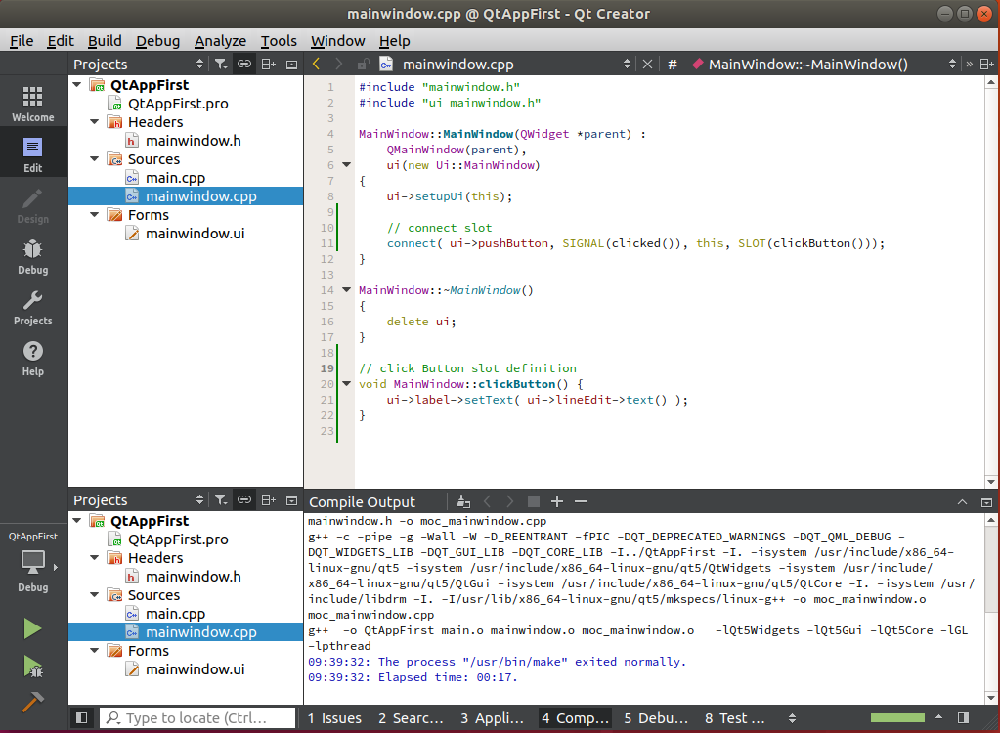 mainwindow.cpp @ QtAppFirst - Qt Creator
File Edit Build Debug Analyze Tools Window Help
Projects
mainwindow.cpp
# MainWindow::~MainWindow() »
Welcome
Edit
Design
Debug
Projects
Help
QtAppFirst
QtAppFirst.pro
Headers
mainwindow.h
Sources
main.cpp
mainwindow.cpp
Forms
mainwindow.ui
1 #include "mainwindow.h"
2 #include "ui_mainwindow.h"
3
4 MainWindow::MainWindow(QWidget *parent) :
5 QMainWindow(parent),
6 ui(new Ui::MainWindow)
7 {
8 ui->setupUi(this);
9
10 // connect slot
11 connect( ui->pushButton, SIGNAL(clicked()), this, SLOT(clickButton()));
12 }
13
14 MainWindow::~MainWindow()
15 {
16 delete ui;
17 }
18
19 // click Button slot definition
20 void MainWindow::clickButton() {
21 ui->label->setText( ui->lineEdit->text() );
22 }
23
QtAppFirst
Debug
Projects
QtAppFirst
QtAppFirst.pro
Headers
mainwindow.h
Sources
main.cpp
mainwindow.cpp
Forms
mainwindow.ui
Compile Output
mainwindow.h -o moc_mainwindow.cpp
g++ -c -pipe -g -Wall -W -D_REENTRANT -fPIC -DQT_DEPRECATED_WARNINGS -DQT_QML_DEBUG -
DQT_WIDGETS_LIB -DQT_GUI_LIB -DQT_CORE_LIB -I../QtAppFirst -I. -isystem /usr/include/x86_64-
linux-gnu/qt5 -isystem /usr/include/x86_64-linux-gnu/qt5/QtWidgets -isystem /usr/include/
x86_64-linux-gnu/qt5/QtGui -isystem /usr/include/x86_64-linux-gnu/qt5/QtCore -I. -isystem /usr/
include/libdrm -I. -I/usr/lib/x86_64-linux-gnu/qt5/mkspecs/linux-g++ -o moc_mainwindow.o
moc_mainwindow.cpp
g++ -o QtAppFirst main.o mainwindow.o moc_mainwindow.o -lQt5Widgets -lQt5Gui -lQt5Core -lGL
-lpthread
09:39:32: The process "/usr/bin/make" exited normally.
09:39:32: Elapsed time: 00:17.
Type to locate (Ctrl...
1 Issues 2 Searc... 3 Appli... 4 Comp... 5 Debu... 8 Test ...